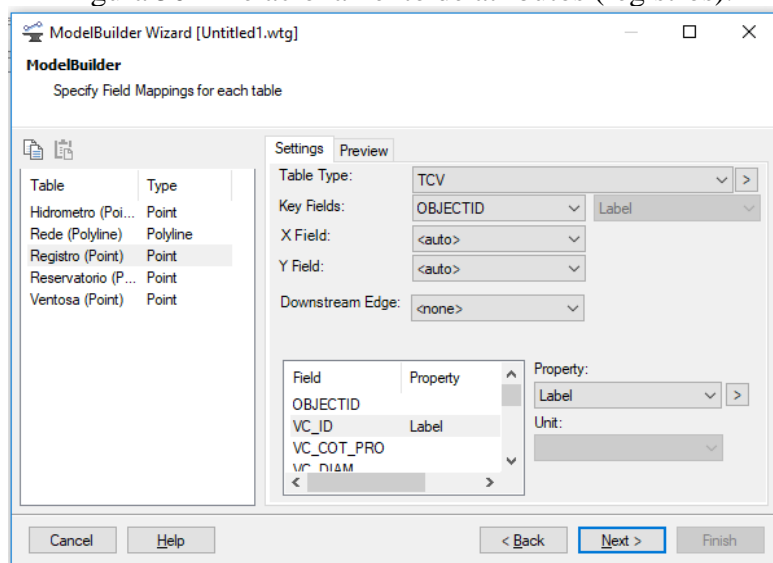 ModelBuilder Wizard [Untitled1.wtg]
ModelBuilder
Specify Field Mappings for each table
Settings Preview
Table Type: TCV >
Key Fields: OBJECTID Label
X Field: <auto>
Y Field: <auto>
Downstream Edge: <none>
Table Type
Hidrometro (Poi... Point
Rede (Polyline) Polyline
Registro (Point) Point
Reservatorio (P... Point
Ventosa (Point) Point
Field Property
OBJECTID
VC_ID Label
VC_COT_PRO
VC_DIAM
Property:
Label >
Unit:
Cancel Help < Back Next > Finish